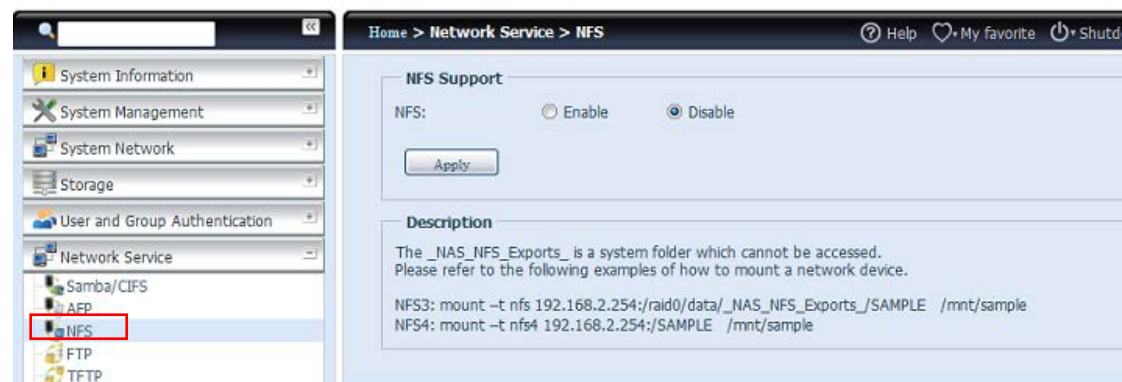 Home > Network Service > NFS
Help My favorite Shutd
System Information
System Management
System Network
Storage
User and Group Authentication
Network Service
Samba/CIFS
AFP
NFS
FTP
TFTP
NFS Support
NFS: Enable Disable
Apply
Description
The _NAS_NFS_Exports_ is a system folder which cannot be accessed.
Please refer to the following examples of how to mount a network device.
NFS3: mount –t nfs 192.168.2.254:/raid0/data/_NAS_NFS_Exports_/SAMPLE /mnt/sample
NFS4: mount –t nfs4 192.168.2.254:/SAMPLE /mnt/sample